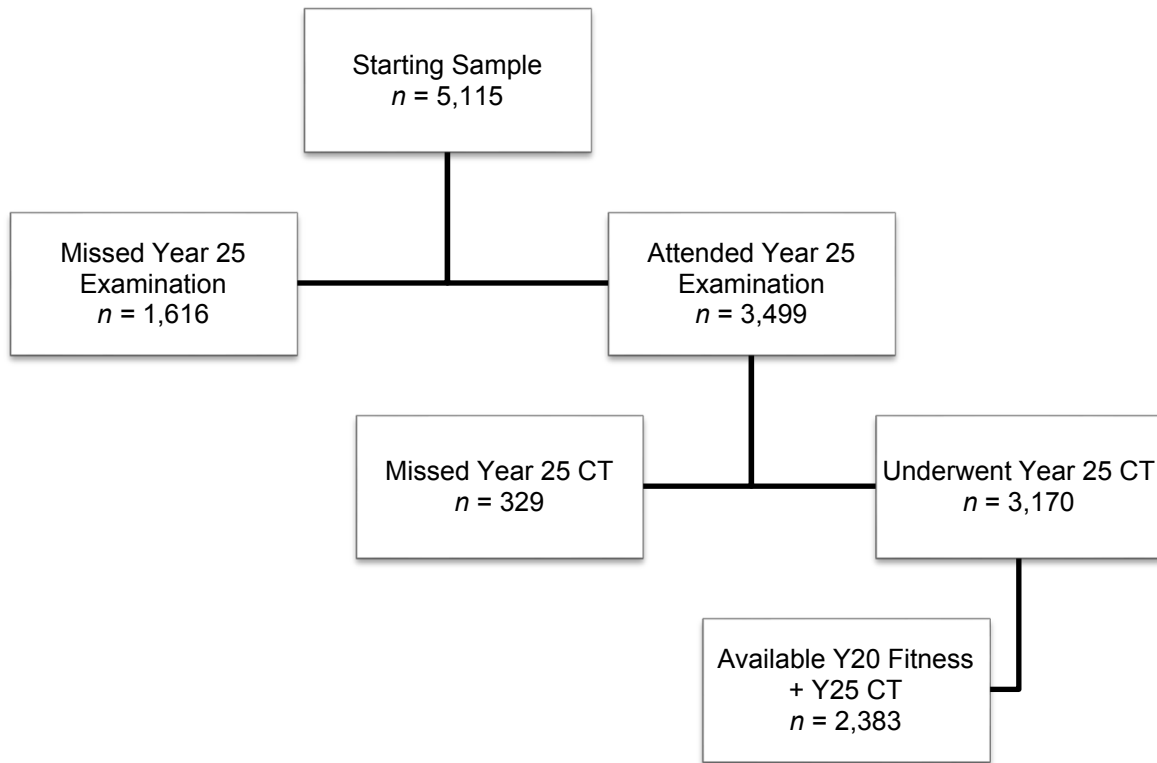 Starting Sample
n = 5,115
Missed Year 25
Examination
n = 1,616
Attended Year 25
Examination
n = 3,499
Missed Year 25 CT
n = 329
Underwent Year 25 CT
n = 3,170
Available Y20 Fitness
+ Y25 CT
n = 2,383